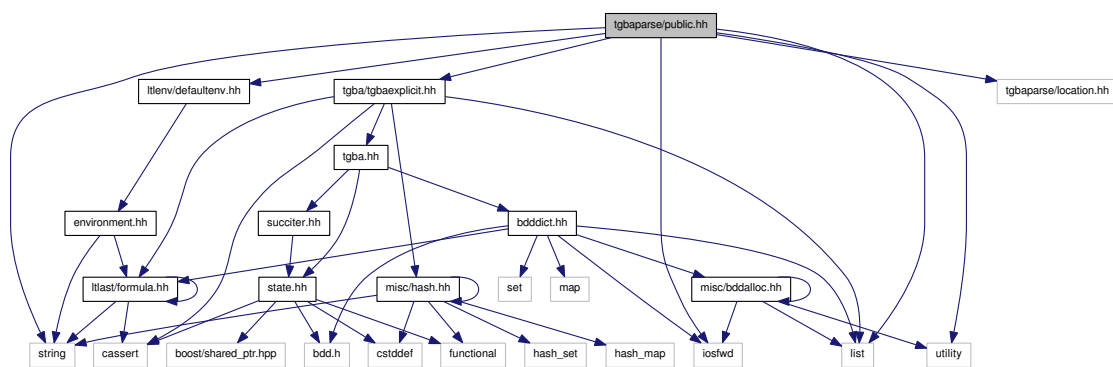 tgbaparse/public.hh
ltlenv/defaultenv.hh
tgba/tgbaexplicit.hh
tgbaparse/location.hh
tgba.hh
environment.hh
succiter.hh
bdddict.hh
ltlast/formula.hh
state.hh
misc/hash.hh
set
map
misc/bddalloc.hh
string
cassert
boost/shared_ptr.hpp
bdd.h
cstddef
functional
hash_set
hash_map
iosfwd
list
utility